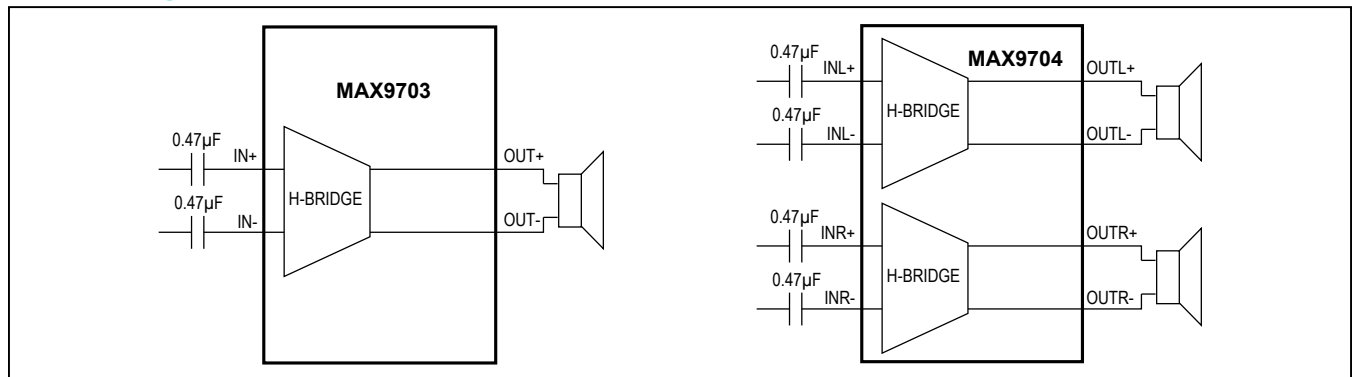 MAX9703
0.47µF
IN+
OUT+
H-BRIDGE
0.47µF
IN-
OUT-
MAX9704
0.47µF
INL+
OUTL+
H-BRIDGE
0.47µF
INL-
OUTL-
0.47µF
INR+
OUTR+
H-BRIDGE
0.47µF
INR-
OUTR-